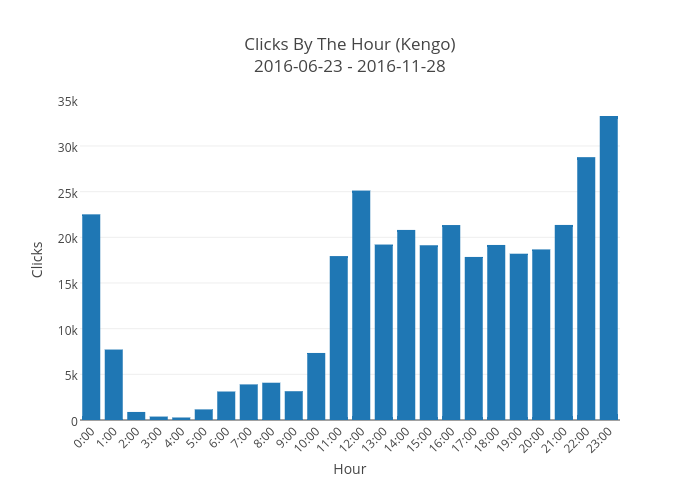 Clicks By The Hour (Kengo)
2016-06-23 - 2016-11-28
35k
30k
25k
20k
15k
10k
5k
0
Clicks
0:00 1:00 2:00 3:00 4:00 5:00 6:00 7:00 8:00 9:00 10:00 11:00 12:00 13:00 14:00 15:00 16:00 17:00 18:00 19:00 20:00 21:00 22:00 23:00
Hour